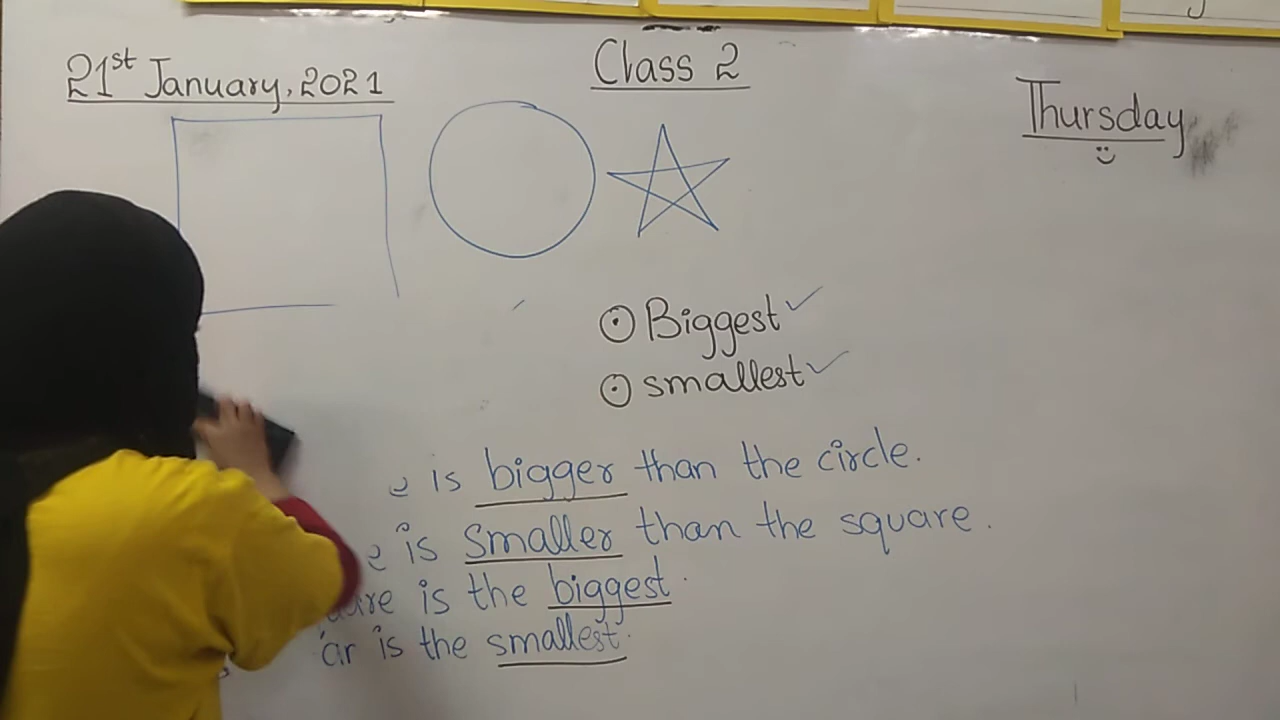 21st January, 2021
Class 2
Thursday
Biggest
smallest
is bigger than the circle.
is smaller than the square.
is the biggest.
is the smallest.